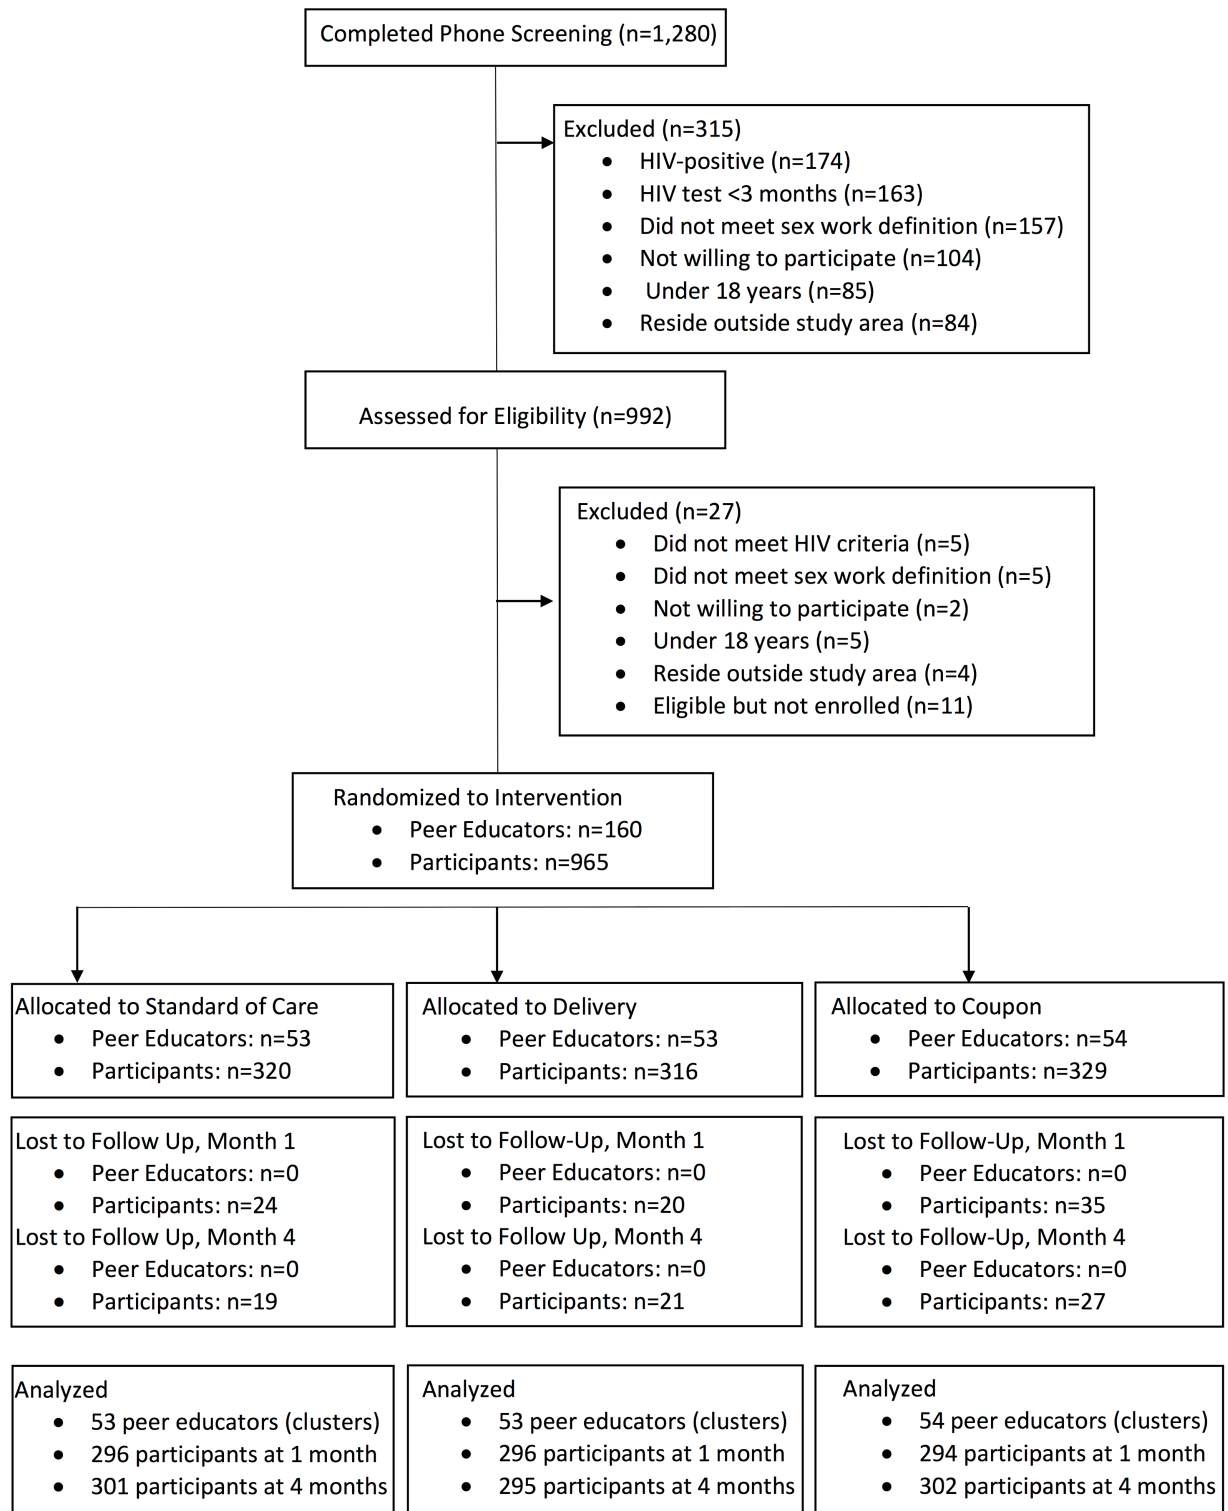 Completed Phone Screening (n=1,280)
Excluded (n=315)
• HIV-positive (n=174)
• HIV test <3 months (n=163)
• Did not meet sex work definition (n=157)
• Not willing to participate (n=104)
• Under 18 years (n=85)
• Reside outside study area (n=84)
Assessed for Eligibility (n=992)
Excluded (n=27)
• Did not meet HIV criteria (n=5)
• Did not meet sex work definition (n=5)
• Not willing to participate (n=2)
• Under 18 years (n=5)
• Reside outside study area (n=4)
• Eligible but not enrolled (n=11)
Randomized to Intervention
• Peer Educators: n=160
• Participants: n=965
Allocated to Standard of Care
• Peer Educators: n=53
• Participants: n=320
Allocated to Delivery
• Peer Educators: n=53
• Participants: n=316
Allocated to Coupon
• Peer Educators: n=54
• Participants: n=329
Lost to Follow Up, Month 1
• Peer Educators: n=0
• Participants: n=24
Lost to Follow Up, Month 4
• Peer Educators: n=0
• Participants: n=19
Lost to Follow-Up, Month 1
• Peer Educators: n=0
• Participants: n=20
Lost to Follow Up, Month 4
• Peer Educators: n=0
• Participants: n=21
Lost to Follow-Up, Month 1
• Peer Educators: n=0
• Participants: n=35
Lost to Follow-Up, Month 4
• Peer Educators: n=0
• Participants: n=27
Analyzed
• 53 peer educators (clusters)
• 296 participants at 1 month
• 301 participants at 4 months
Analyzed
• 53 peer educators (clusters)
• 296 participants at 1 month
• 295 participants at 4 months
Analyzed
• 54 peer educators (clusters)
• 294 participants at 1 month
• 302 participants at 4 months